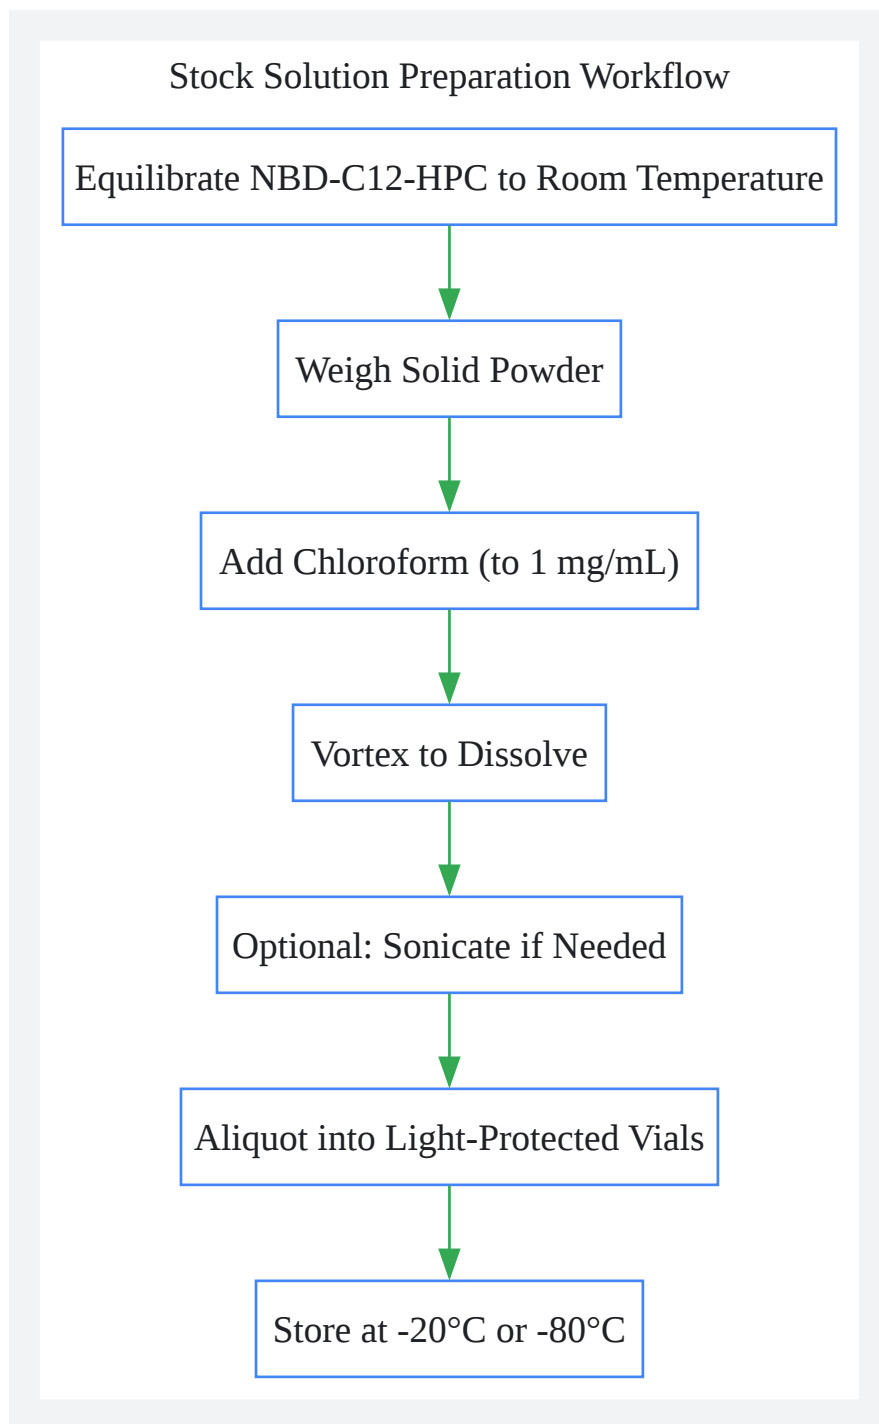 Stock Solution Preparation Workflow
Equilibrate NBD-C12-HPC to Room Temperature
Weigh Solid Powder
Add Chloroform (to 1 mg/mL)
Vortex to Dissolve
Optional: Sonicate if Needed
Aliquot into Light-Protected Vials
Store at -20°C or -80°C